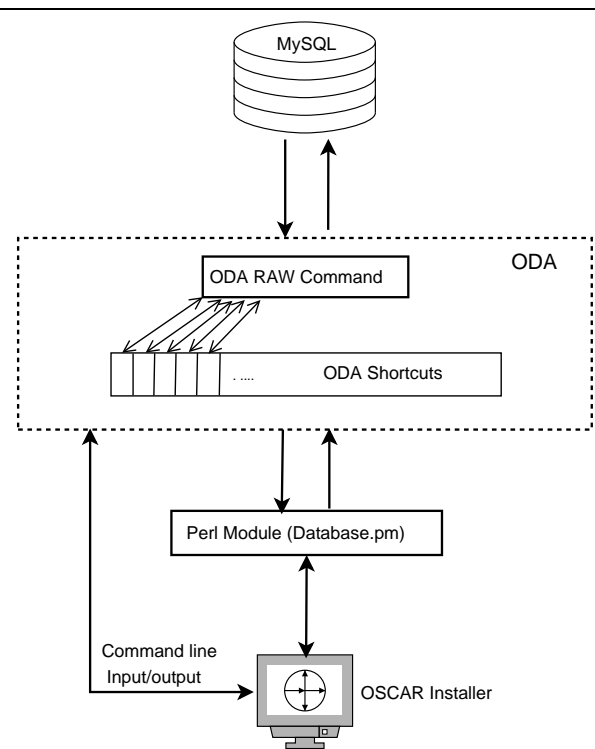 MySQL
ODA
ODA RAW Command
. ....
ODA Shortcuts
Perl Module (Database.pm)
Command line
Input/output
OSCAR Installer